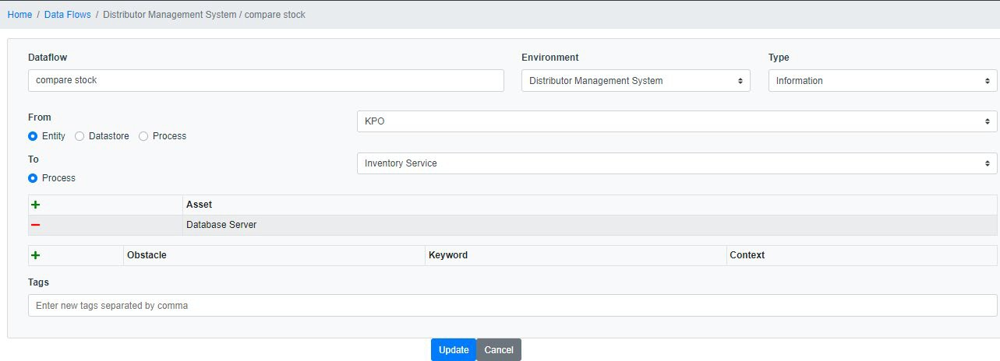 Home / Data Flows / Distributor Management System / compare stock
Dataflow Environment Type
compare stock Distributor Management System Information
From KPO
Entity Datastore Process
To Inventory Service
Process
Asset
Database Server
Obstacle Keyword Context
Tags
Enter new tags separated by comma
Update Cancel